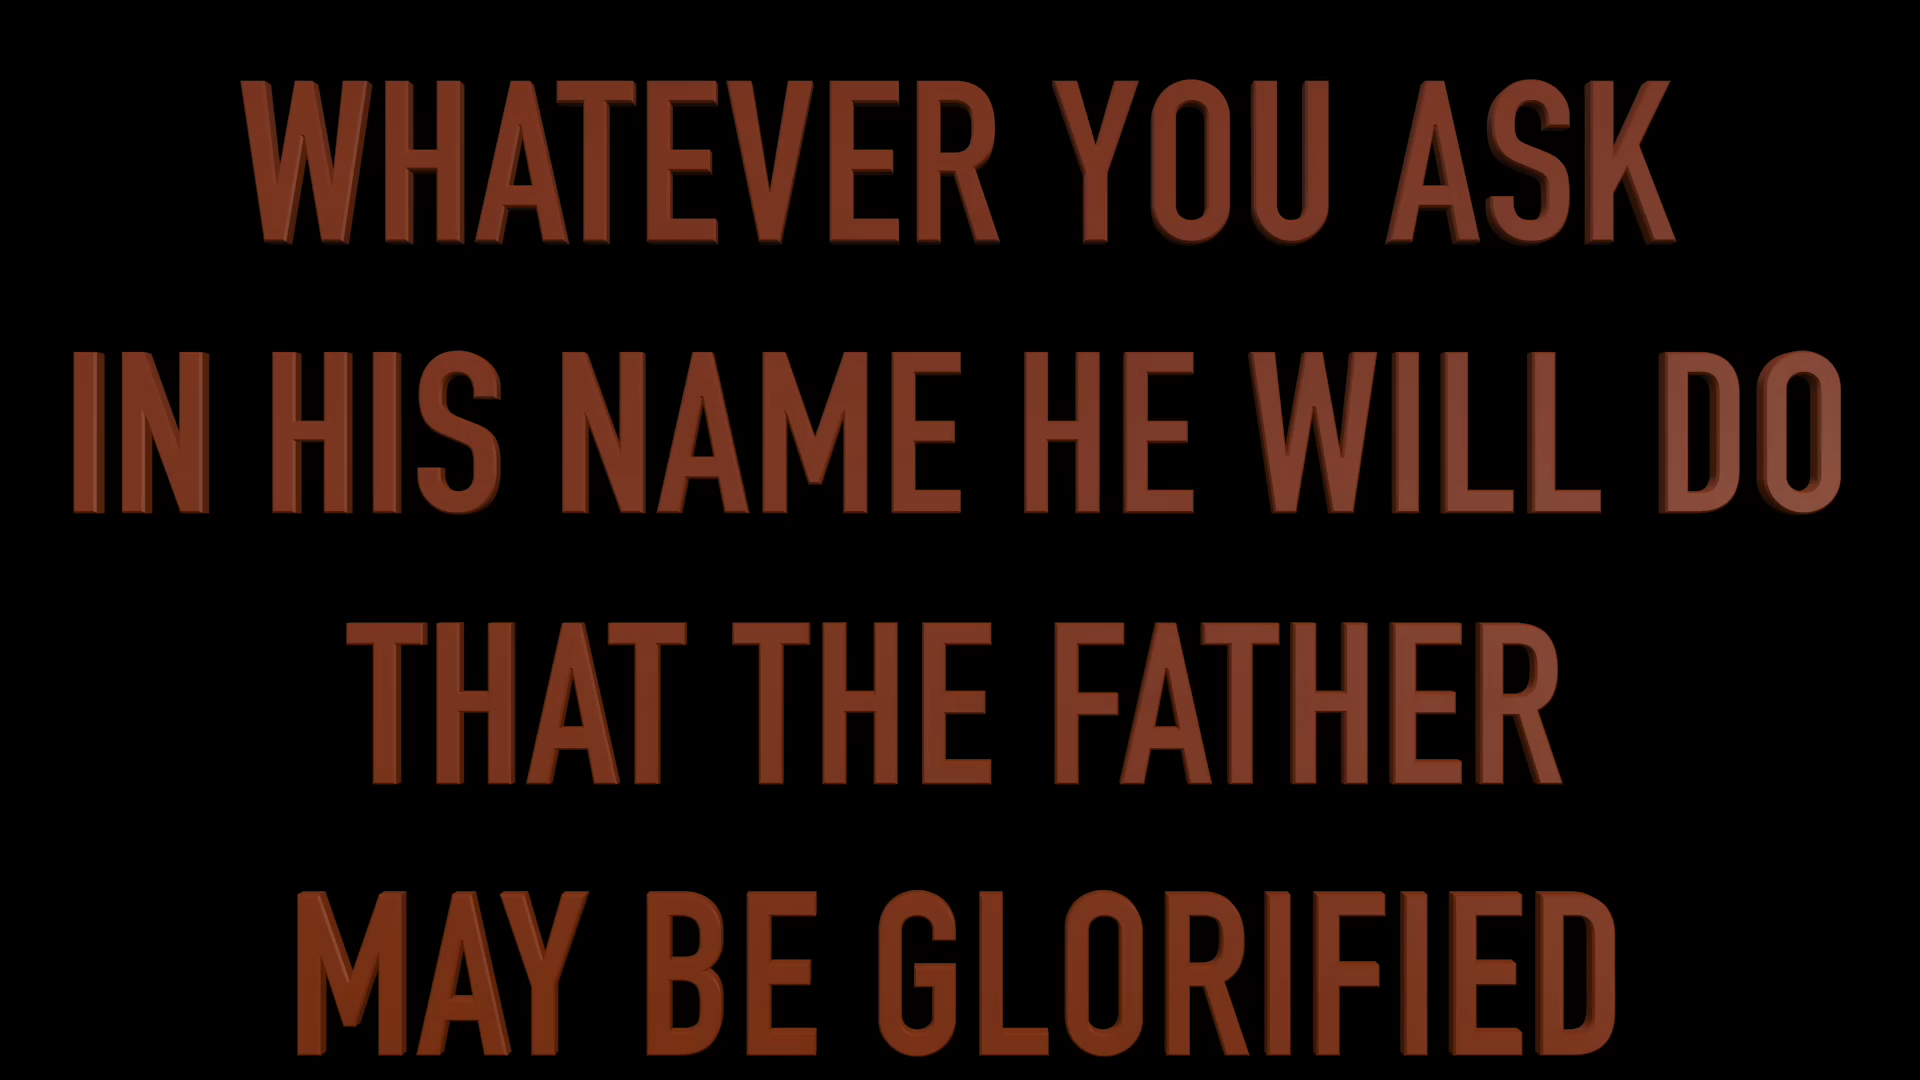 WHATEVER YOU ASK
IN HIS NAME HE WILL DO
THAT THE FATHER
MAY BE GLORIFIED